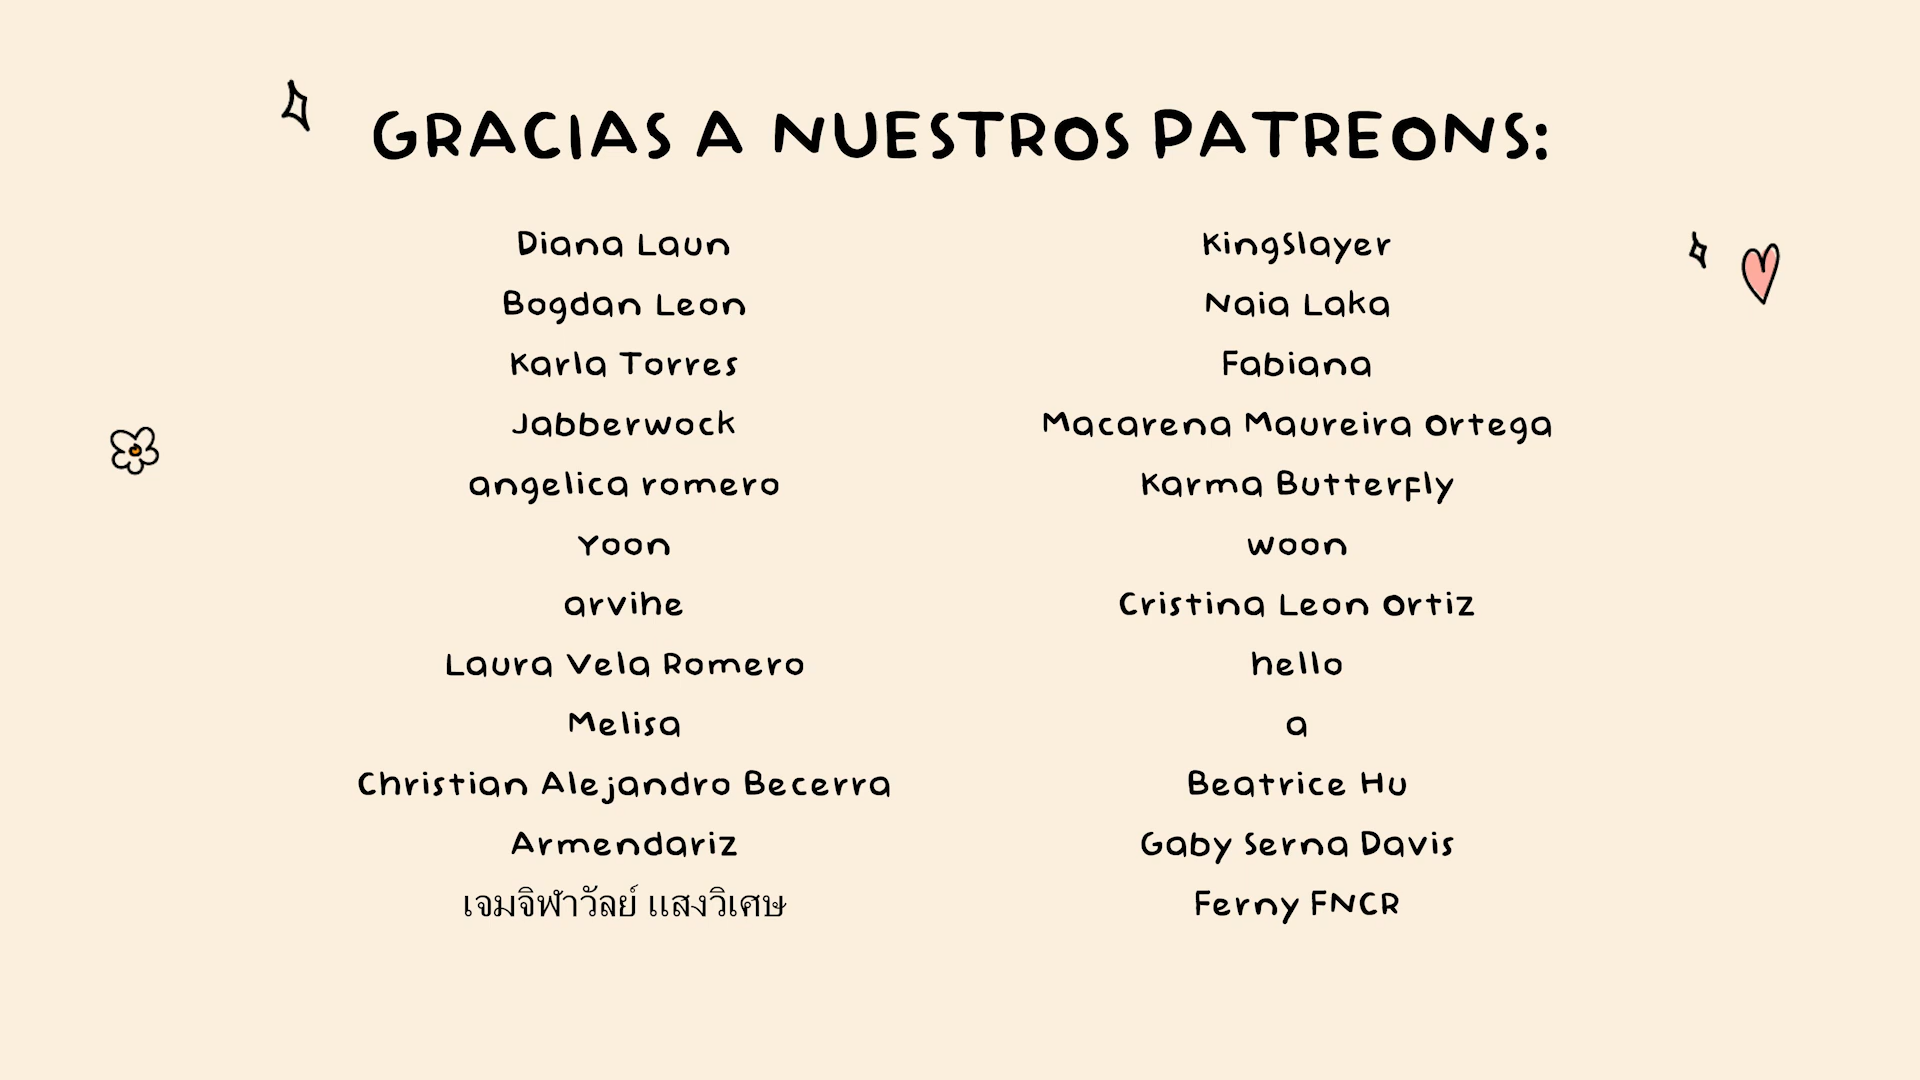 GRACIAS A NUESTROS PATREONS:
Diana Laun
Bogdan Leon
Karla Torres
Jabberwock
angelica romero
Yoon
arvihe
Laura Vela Romero
Melisa
Christian Alejandro Becerra
Armendariz
เจมจิฬาวัลย์ แสงวิเศษ
KingSlayer
Naia Laka
Fabiana
Macarena Maureira Ortega
Karma Butterfly
woon
Cristina Leon Ortiz
hello
a
Beatrice Hu
Gaby Serna Davis
Ferny FNCR